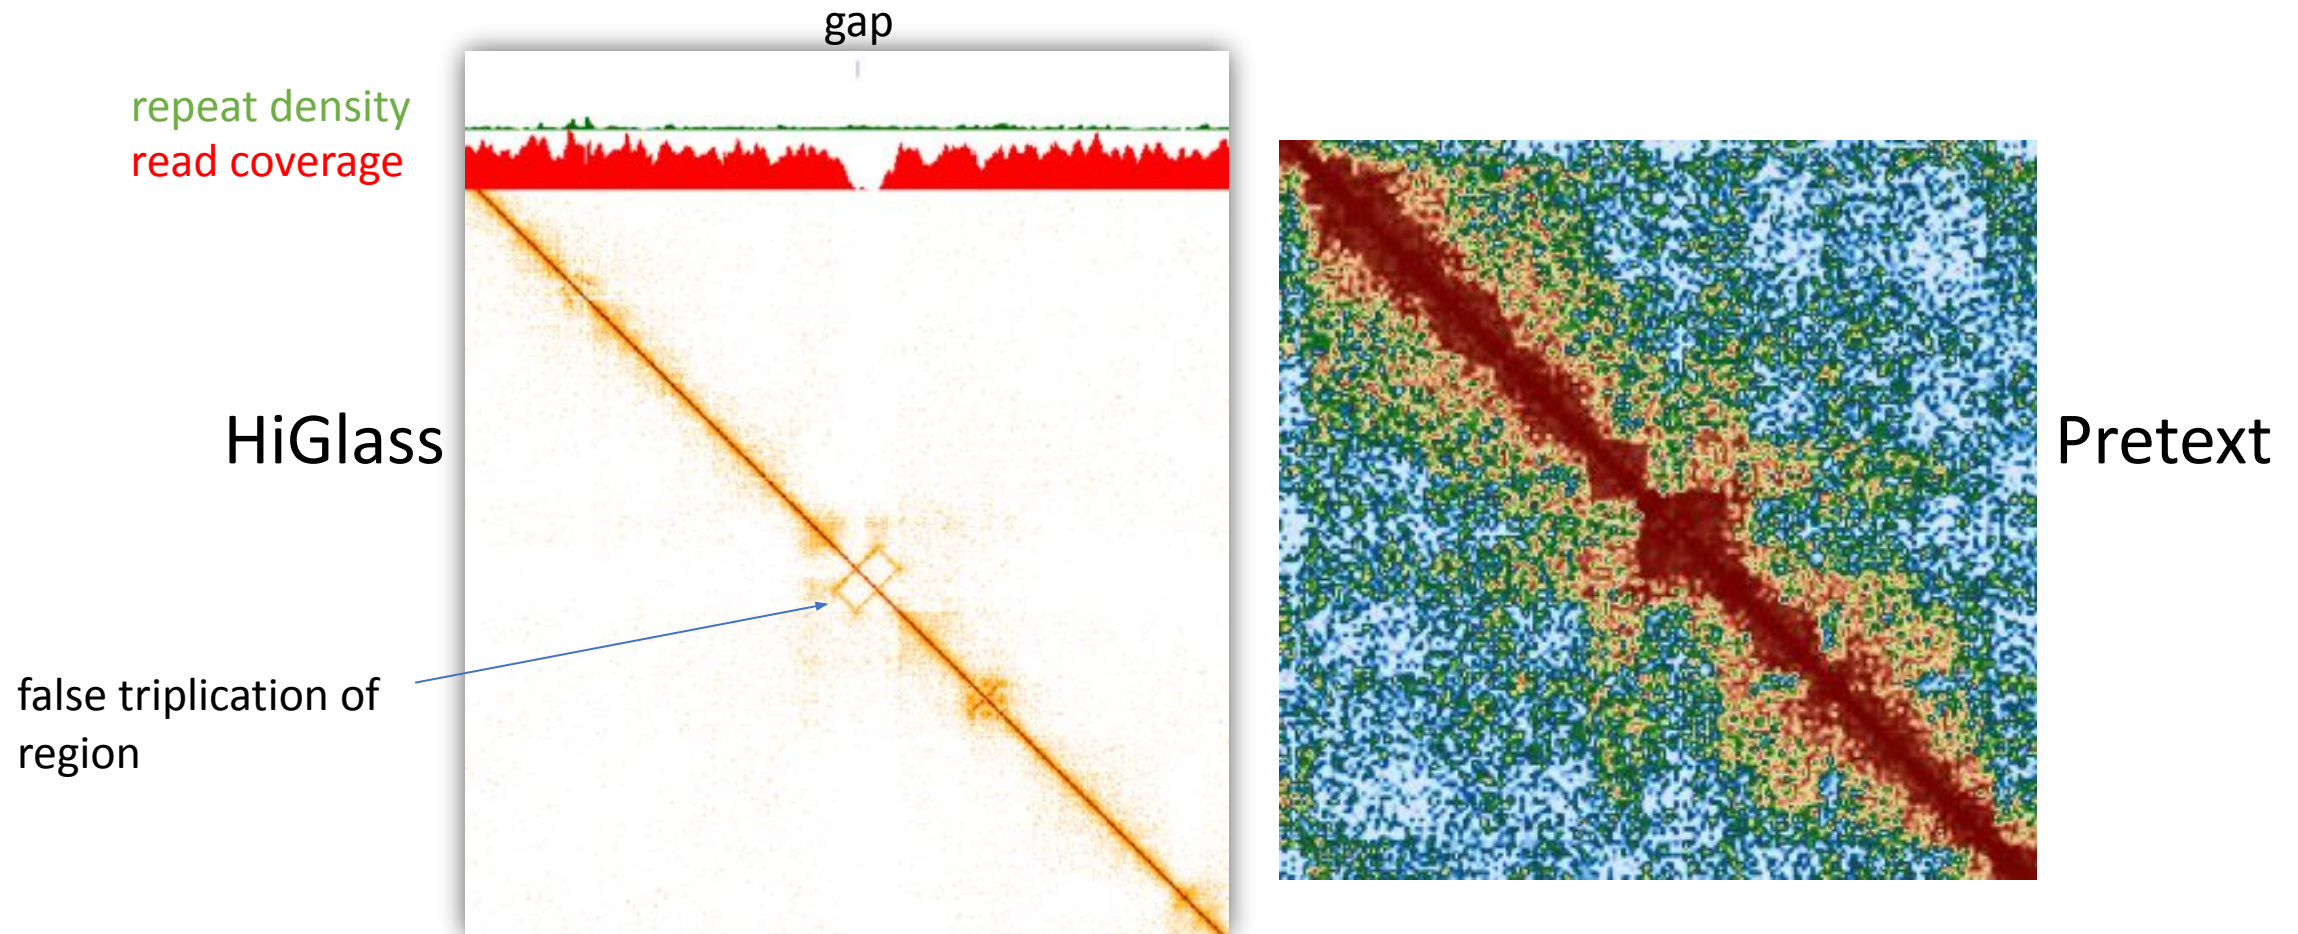 gap
repeat density
read coverage
HiGlass
Pretext
false triplication of
region